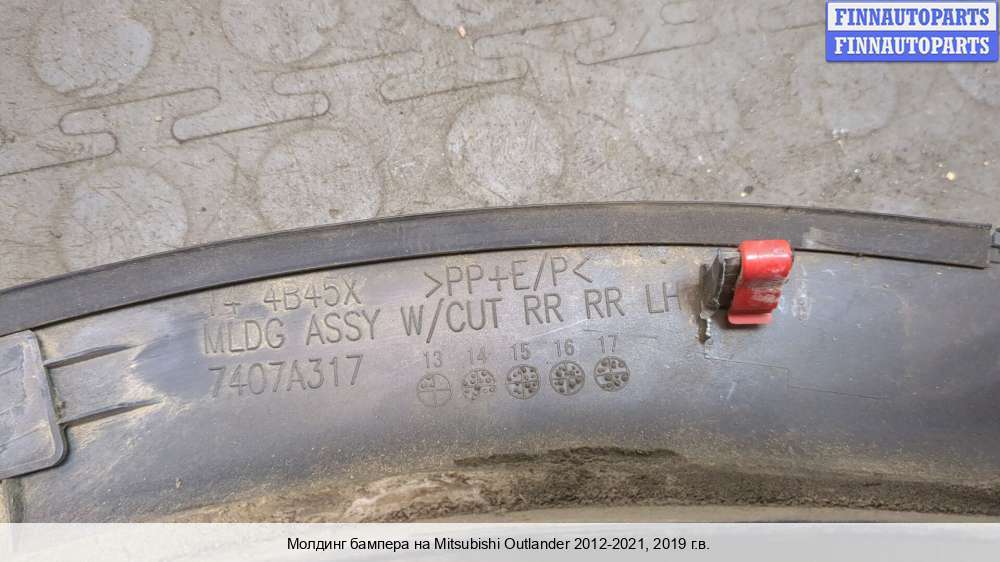 FINNAUTOPARTS
FINNAUTOPARTS
14 4B45X >PP+E/P<
MLDG ASSY W/CUT RR RR LH
7407A317 13 14 15 16 17
Молдинг бампера на Mitsubishi Outlander 2012-2021, 2019 г.в.